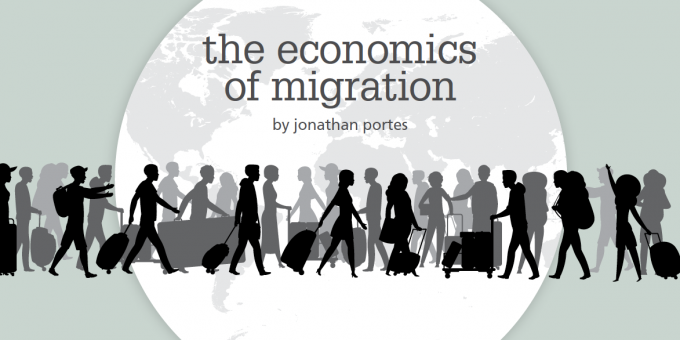 the economics
of migration
by jonathan portes